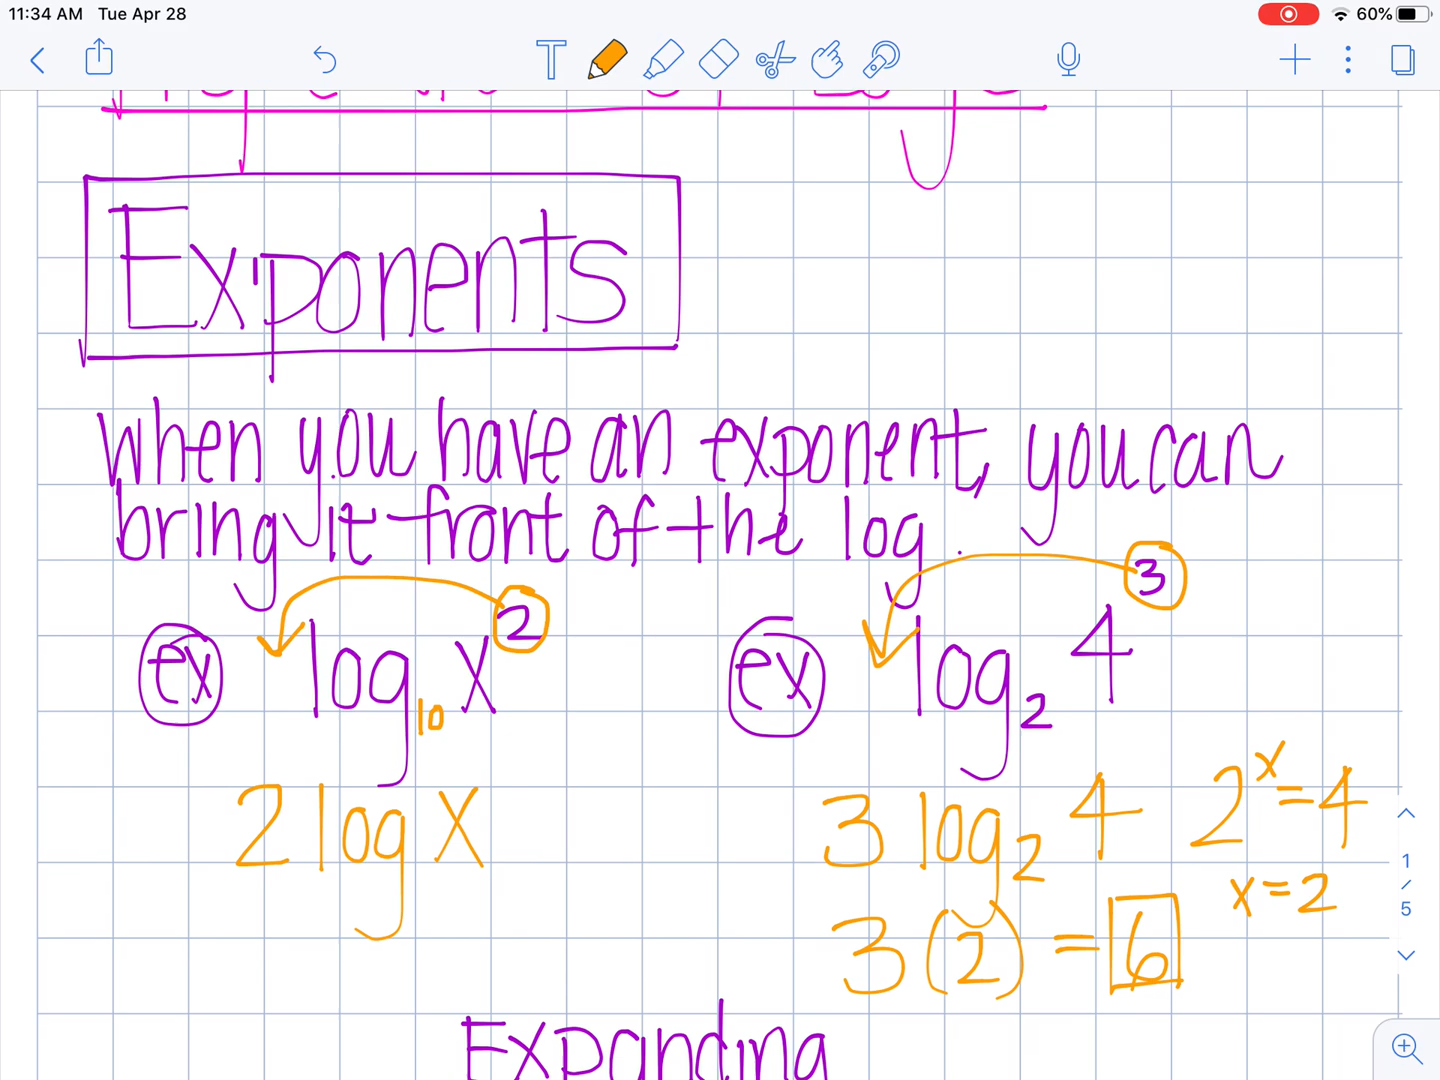 11:34 AM Tue Apr 28
60%
T
Exponents
When you have an exponent, you can
bring it front of the log.
ex log₁₀ x²
ex log₂ 4³
2 log x
3 log₂ 4
2ˣ = 4
x = 2
3 (2) = 6
1
/
5
Expanding